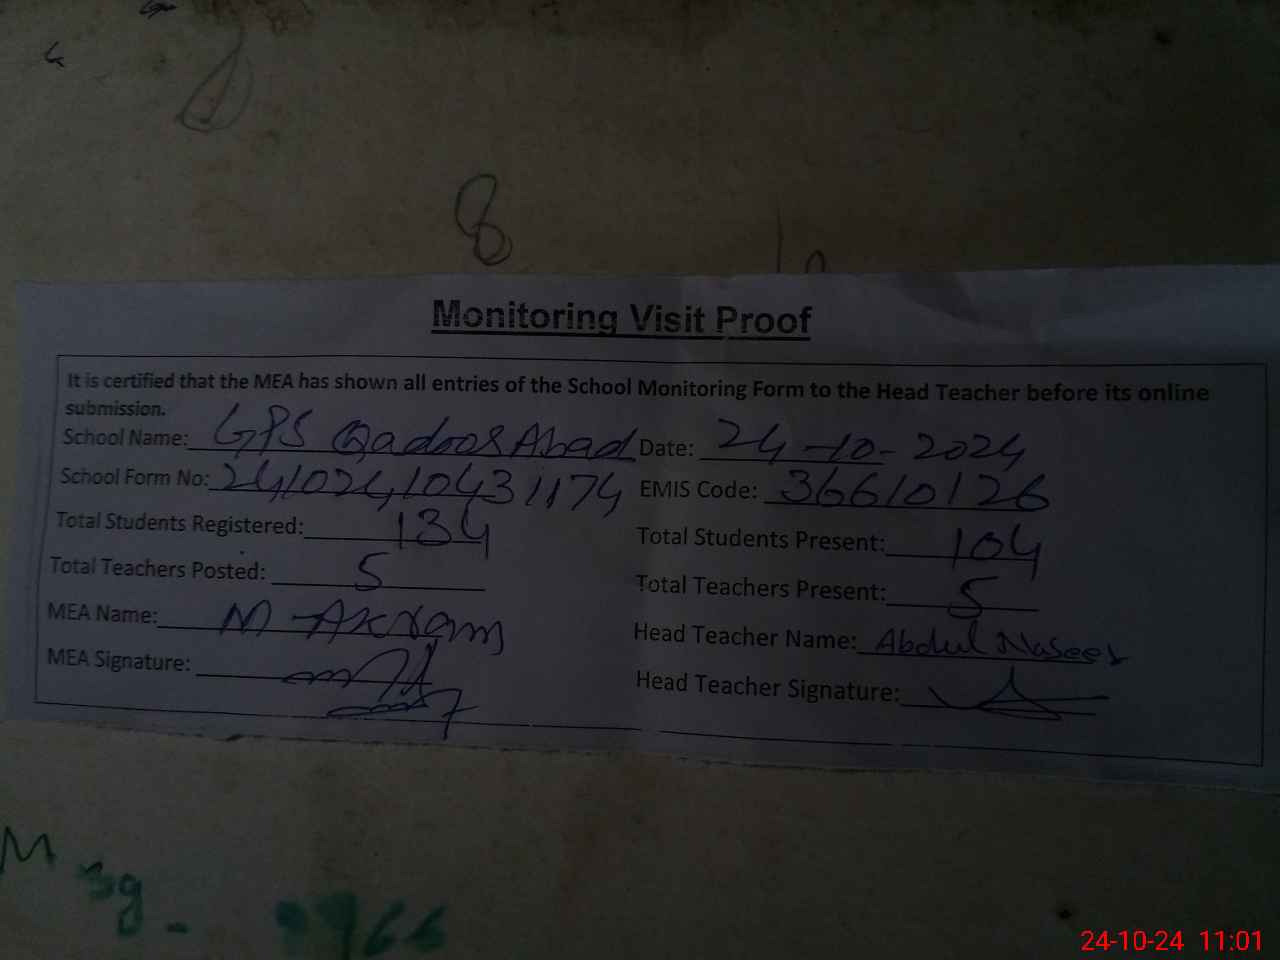 8
Monitoring Visit Proof
It is certified that the MEA has shown all entries of the School Monitoring Form to the Head Teacher before its online
submission.
School Name: GPS Qadoos Abad Date: 24-10-2024
School Form No: 24102410431174 EMIS Code: 36610126
Total Students Registered: 134 Total Students Present: 104
Total Teachers Posted: 5 Total Teachers Present: 5
MEA Name: M Akram Head Teacher Name: Abdul Naseer
MEA Signature: Head Teacher Signature:
24-10-24 11:01